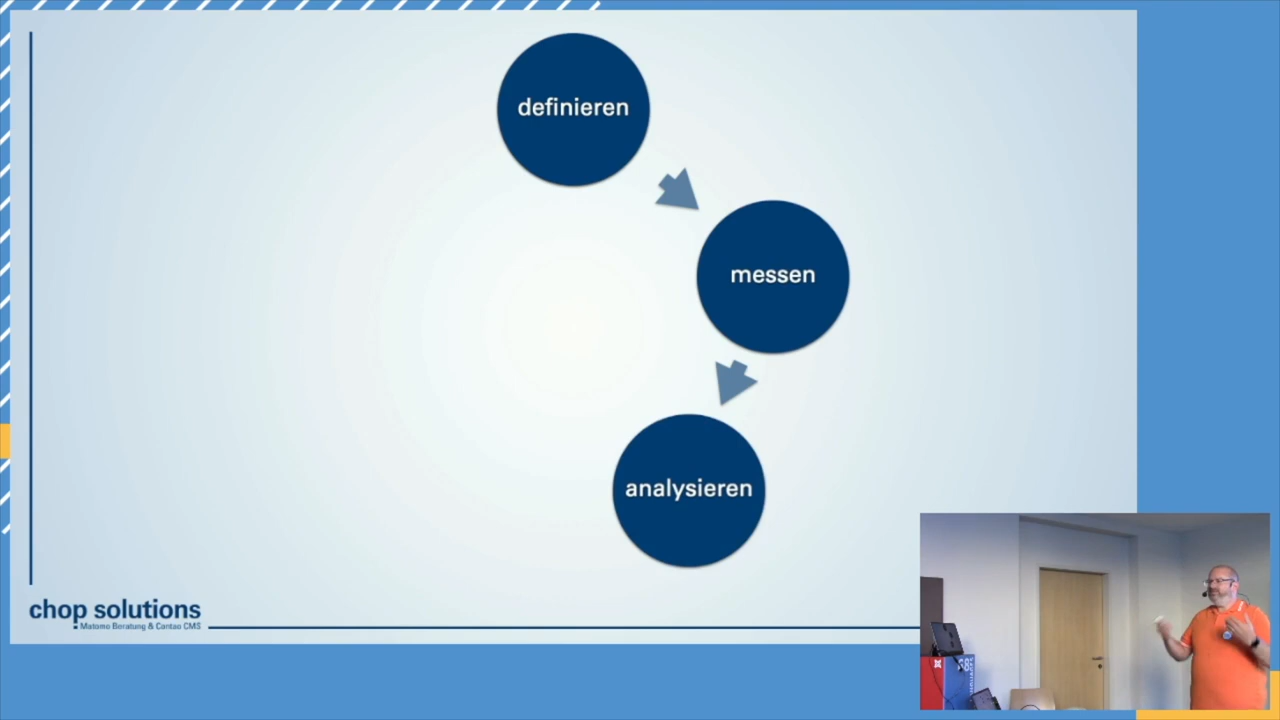 definieren
messen
analysieren
chop solutions
Matomo Beratung & Contao CMS